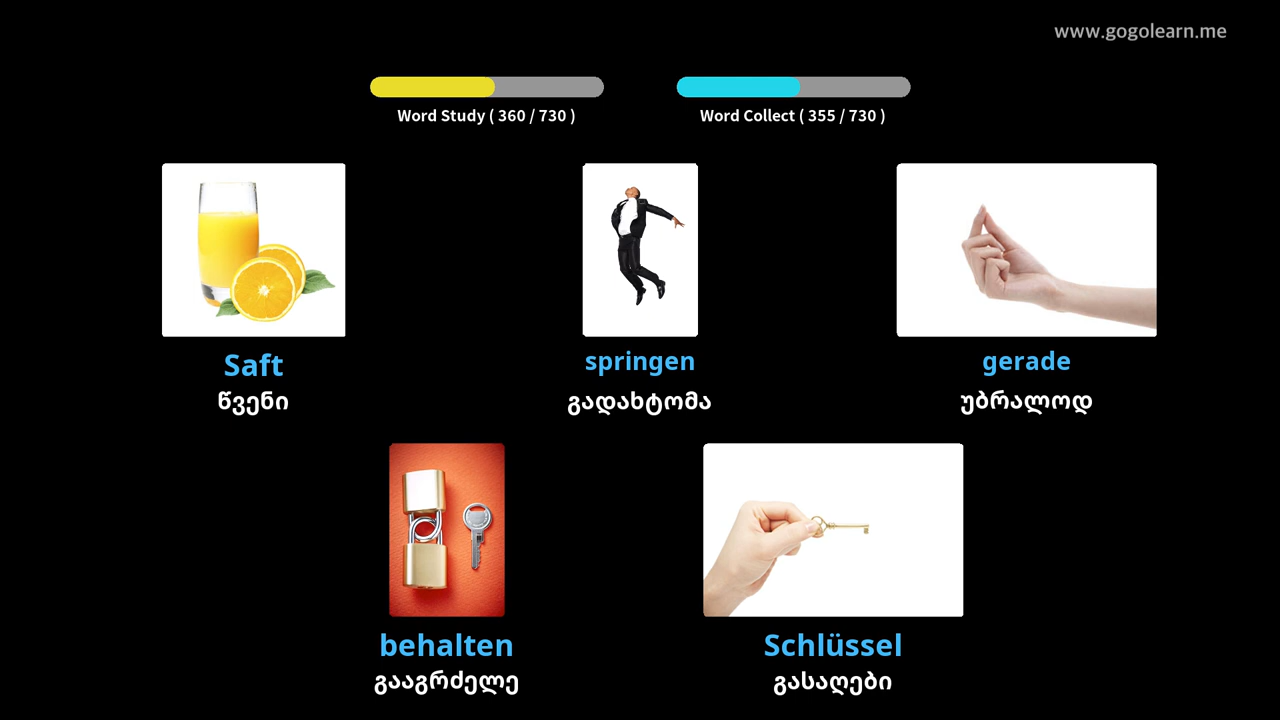 www.gogolearn.me
Word Study ( 360 / 730 )
Word Collect ( 355 / 730 )
Saft
წვენი
springen
გადახტომა
gerade
უბრალოდ
behalten
გააგრძელე
Schlüssel
გასაღები